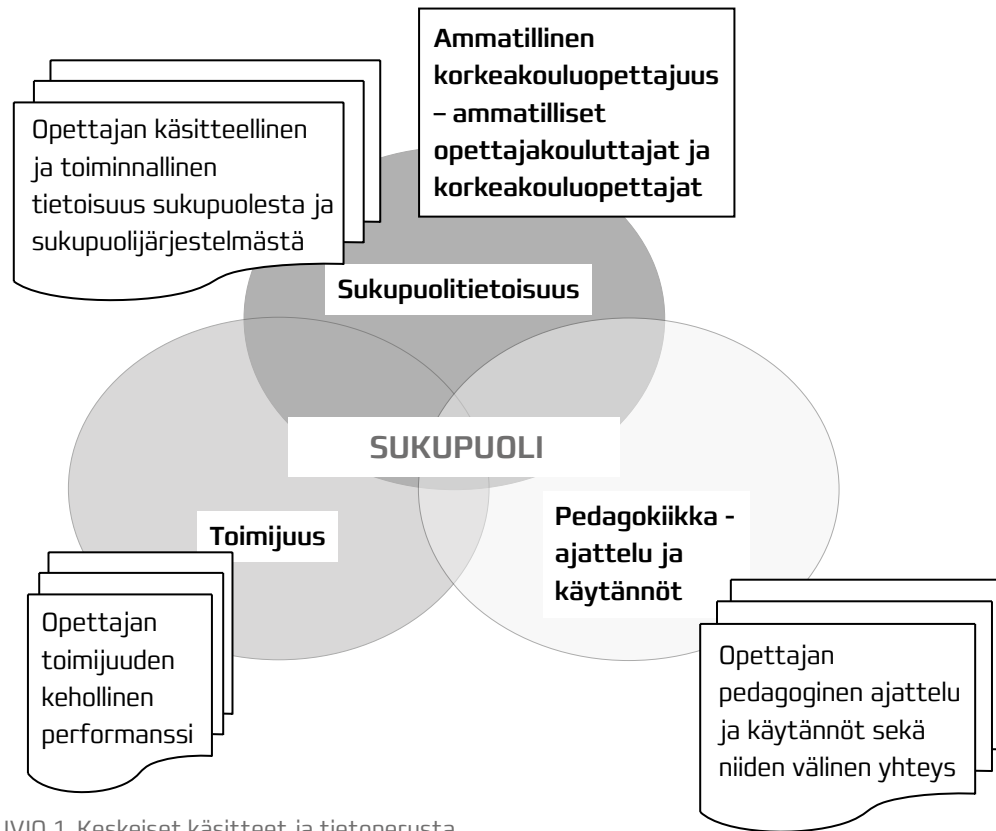 Ammatillinen
korkeakouluopettajuus
– ammatilliset
opettajakouluttajat ja
korkeakouluopettajat
Opettajan käsitteellinen
ja toiminnallinen
tietoisuus sukupuolesta ja
sukupuolijärjestelmästä
Sukupuolitietoisuus
SUKUPUOLI
Toimijuus
Pedagokiikka -
ajattelu ja
käytännöt
Opettajan
toimijuuden
kehollinen
performanssi
Opettajan
pedagoginen ajattelu
ja käytännöt sekä
niiden välinen yhteys
1. Keskeiset käsitteet ja tietoperusta